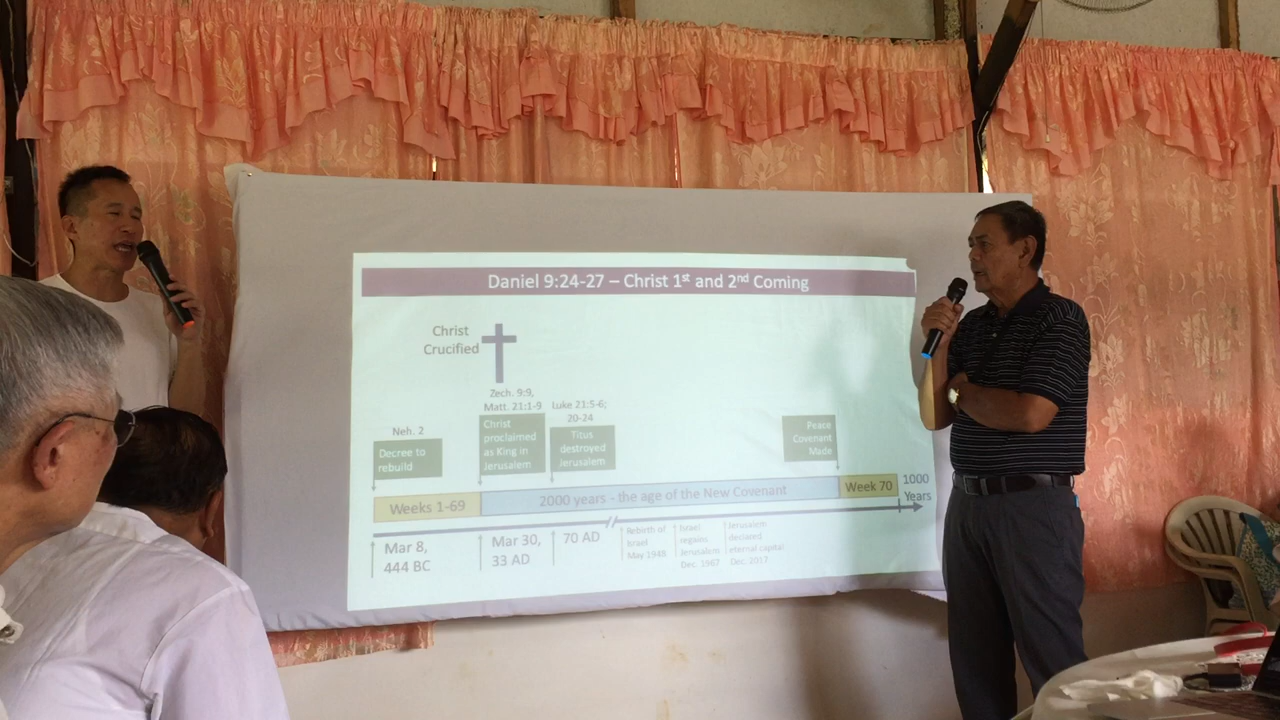 Daniel 9:24-27 – Christ 1st and 2nd Coming
Christ
Crucified
Zech. 9:9,
Matt. 21:1-9
Luke 21:5-6;
20-24
Neh. 2
Decree to
rebuild
Christ
proclaimed
as King in
Jerusalem
Titus
destroyed
Jerusalem
Peace
Covenant
Made
Weeks 1-69
2000 years - the age of the New Covenant
Week 70
1000
Years
Mar 8,
444 BC
Mar 30,
33 AD
70 AD
Rebirth of
Israel
May 1948
Israel
regains
Jerusalem
Dec. 1967
Jerusalem
declared
eternal capital
Dec. 2017